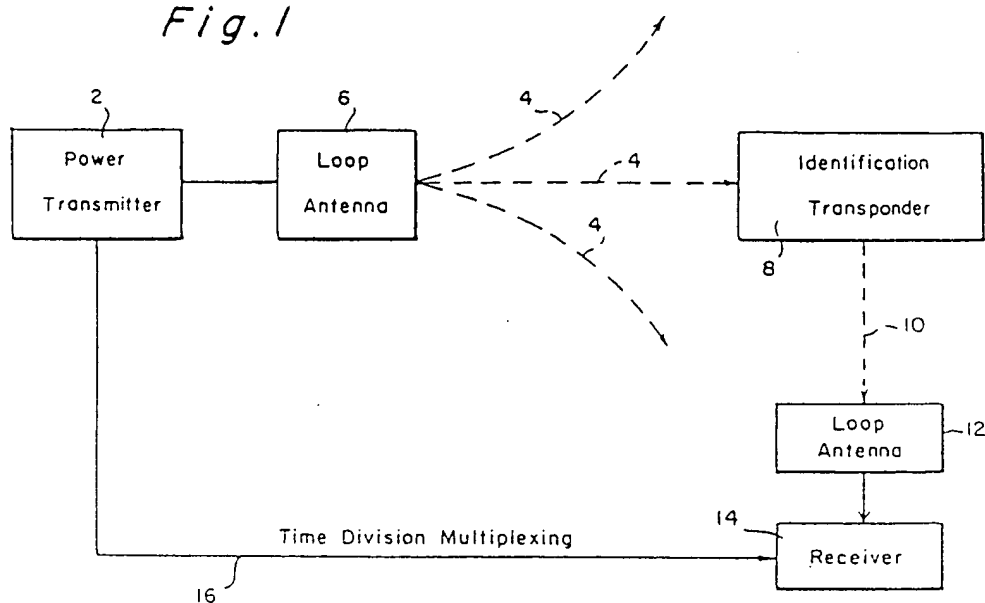 Fig. 1
2
Power
Transmitter
6
Loop
Antenna
4
4
4
Identification
Transponder
8
10
Loop
Antenna
12
Time Division Multiplexing
16
14
Receiver